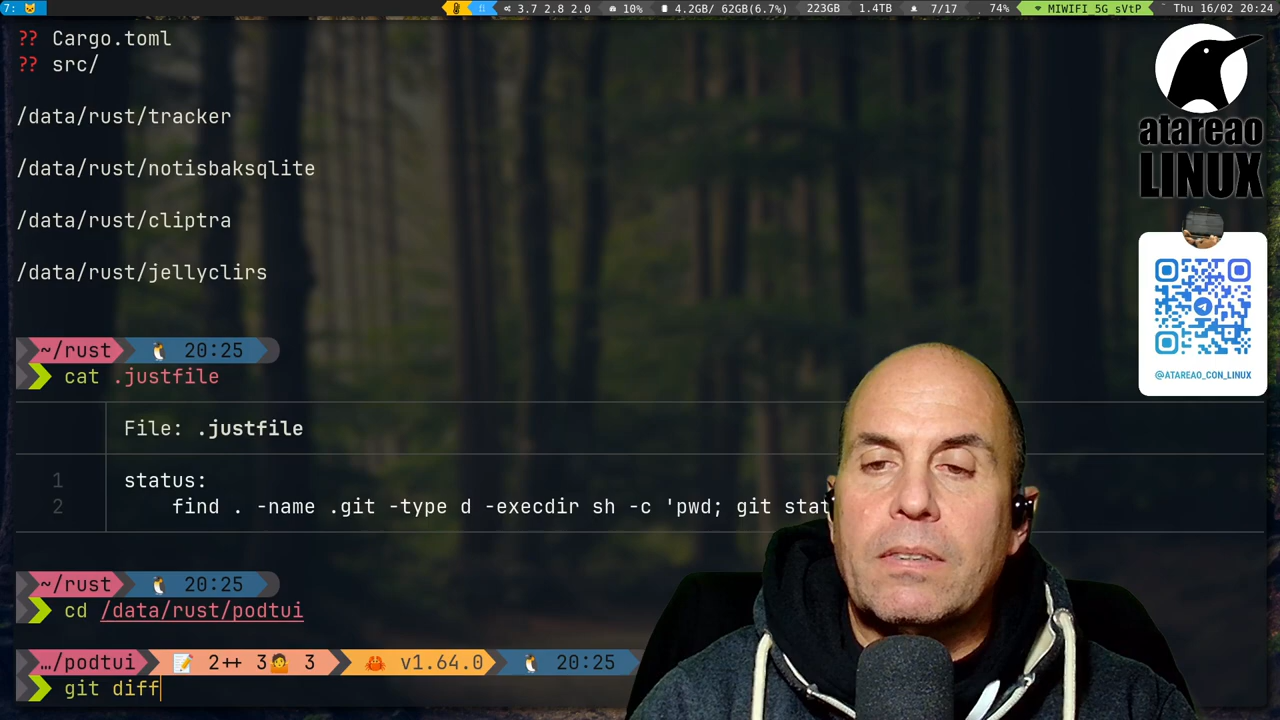 7:
3.7 2.8 2.0 10% 4.2GB/ 62GB(6.7%) 223GB 1.4TB 7/17 74% MIWIFI_5G_sVtP Thu 16/02 20:24
?? Cargo.toml
?? src/
/data/rust/tracker
/data/rust/notisbaksqlite
/data/rust/cliptra
/data/rust/jellyclirs
~/rust 20:25
cat .justfile
File: .justfile
1 status:
2 find . -name .git -type d -execdir sh -c 'pwd; git stat
~/rust 20:25
cd /data/rust/podtui
…/podtui 2++ 3 3 v1.64.0 20:25
git diff
atareao
LINUX
@ATAREAO_CON_LINUX